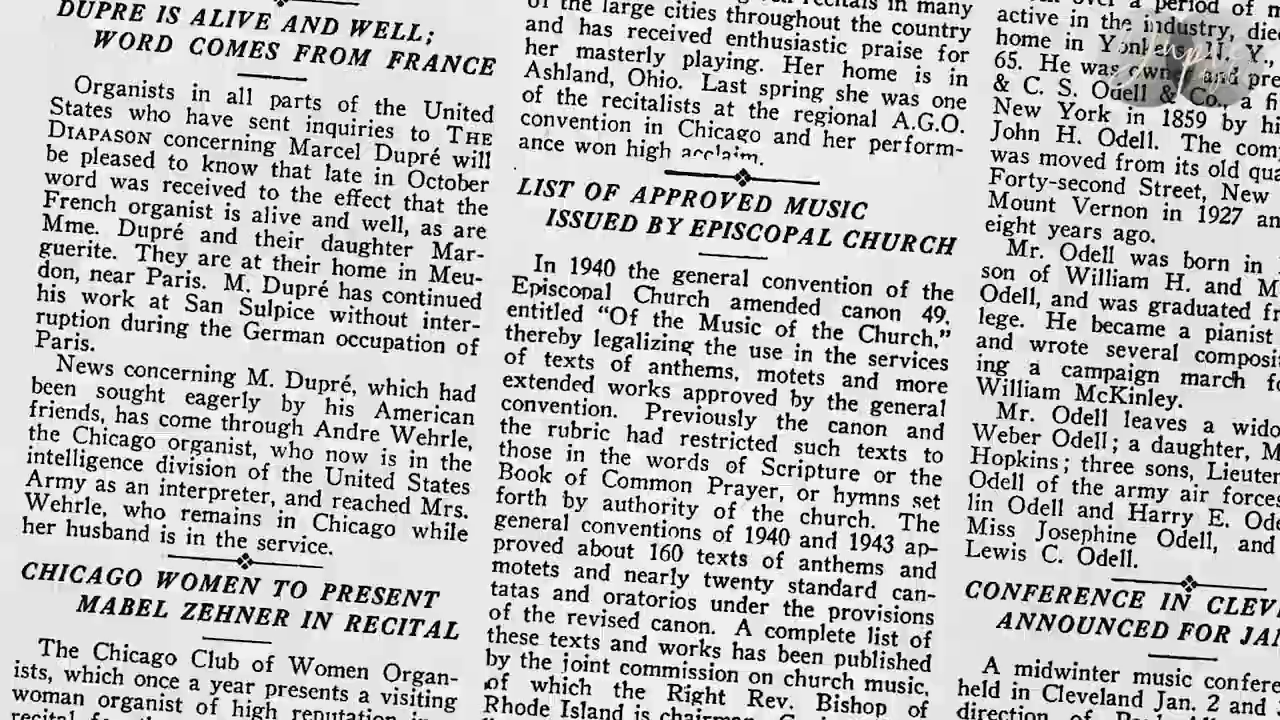 DUPRE IS ALIVE AND WELL;
WORD COMES FROM FRANCE
Organists in all parts of the United
States who have sent inquiries to THE
DIAPASON concerning Marcel Dupré will
be pleased to know that late in October
word was received to the effect that the
French organist is alive and well, as are
Mme. Dupré and their daughter Mar-
guerite. They are at their home in Meu-
don, near Paris. M. Dupré has continued
his work at San Sulpice without inter-
ruption during the German occupation of
Paris.
News concerning M. Dupré, which had
been sought eagerly by his American
friends, has come through Andre Wehrle,
the Chicago organist, who now is in the
intelligence division of the United States
Army as an interpreter, and reached Mrs.
Wehrle, who remains in Chicago while
her husband is in the service.
CHICAGO WOMEN TO PRESENT
MABEL ZEHNER IN RECITAL
The Chicago Club of Women Organ-
ists, which once a year presents a visiting
woman organist of high reputation in
recital
of the large cities throughout the country
and has received enthusiastic praise for
her masterly playing. Her home is in
Ashland, Ohio. Last spring she was one
of the recitalists at the regional A.G.O.
convention in Chicago and her perform-
ance won high acclaim.
LIST OF APPROVED MUSIC
ISSUED BY EPISCOPAL CHURCH
In 1940 the general convention of the
Episcopal Church amended canon 49,
entitled “Of the Music of the Church,”
thereby legalizing the use in the services
of texts of anthems, motets and more
extended works approved by the general
convention. Previously the canon and
the rubric had restricted such texts to
those in the words of Scripture or the
Book of Common Prayer, or hymns set
forth by authority of the church. The
general conventions of 1940 and 1943 ap-
proved about 160 texts of anthems and
motets and nearly twenty standard can-
tatas and oratorios under the provisions
of the revised canon. A complete list of
these texts and works has been published
by the joint commission on church music,
of which the Right Rev. Bishop of
Rhode Island is chairman.
over a period of
active in the industry, died
home in Yonkers, N. Y.,
65. He was owner and pre
& C. S. Odell & Co., a fi
New York in 1859 by hi
John H. Odell. The com
was moved from its old qua
Forty-second Street, New
Mount Vernon in 1927 an
eight years ago.
Mr. Odell was born in
son of William H. and M
Odell, and was graduated fr
lege. He became a pianist
and wrote several composi
ing a campaign march fo
William McKinley.
Mr. Odell leaves a wido
Weber Odell; a daughter, M
Hopkins; three sons, Lieuten
Odell of the army air forces
lin Odell and Harry E. Ode
Miss Josephine Odell, and
Lewis C. Odell.
CONFERENCE IN CLEV
ANNOUNCED FOR JA
A midwinter music confere
held in Cleveland Jan. 2 and
direction of